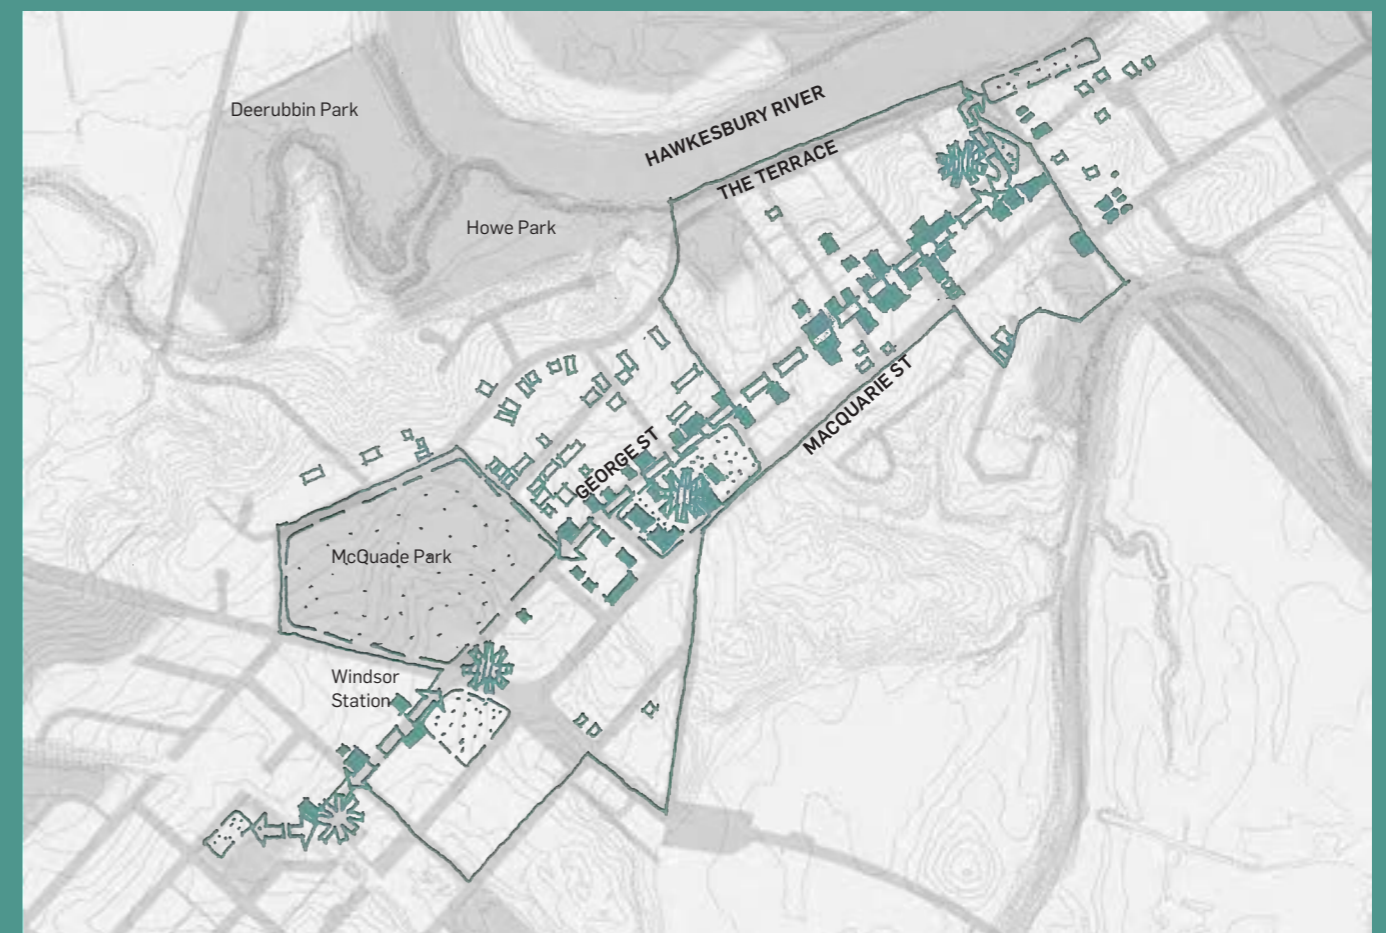 Deerubbin Park
HAWKESBURY RIVER
THE TERRACE
Howe Park
MACQUARIE ST
GEORGE ST
McQuade Park
Windsor
Station